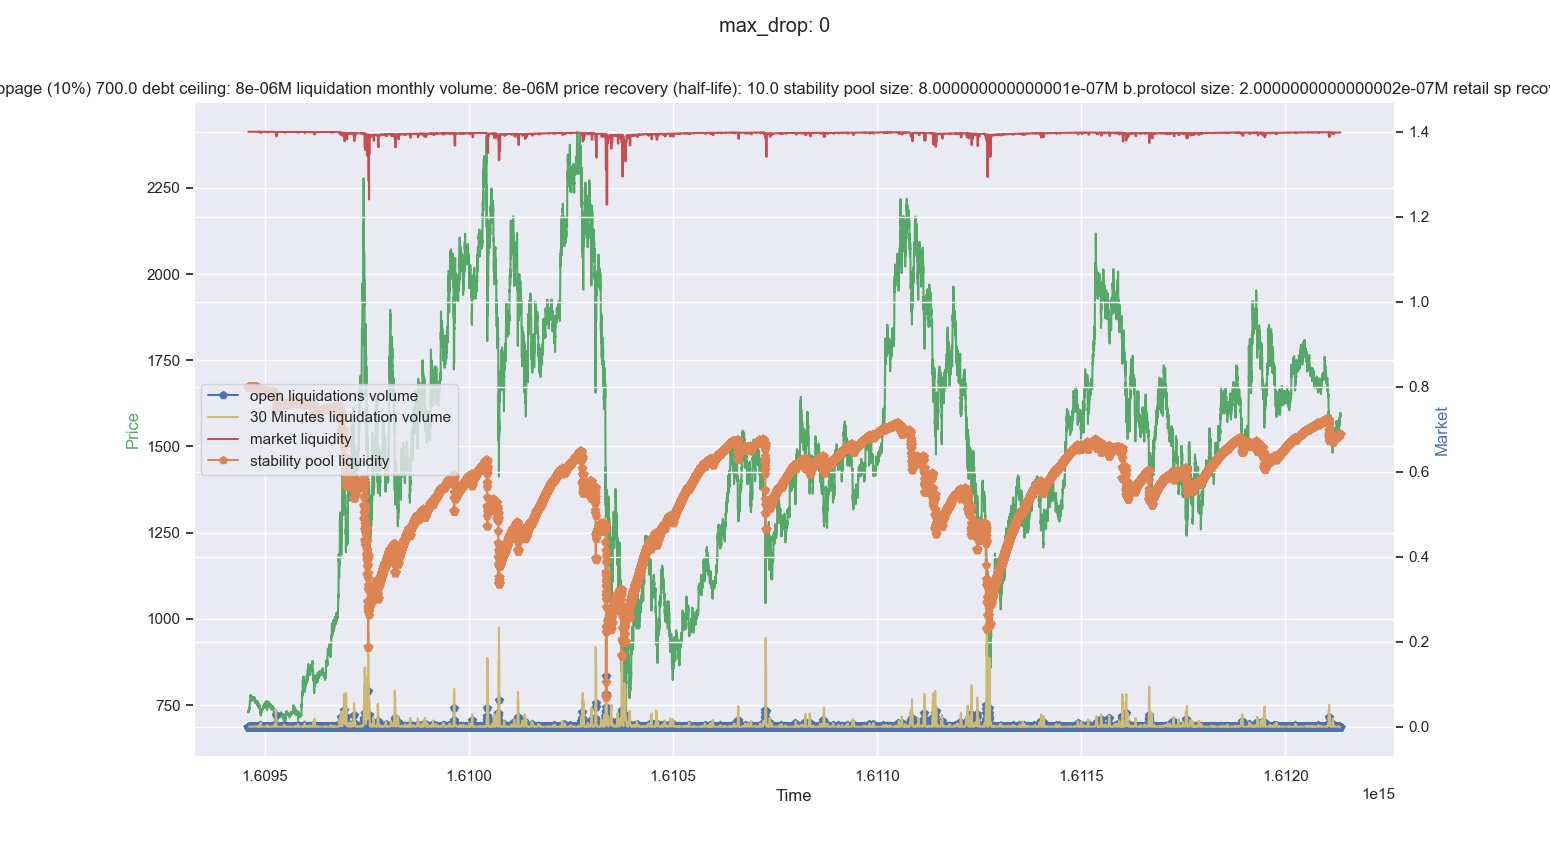 max_drop: 0
opage (10%) 700.0 debt ceiling: 8e-06M liquidation monthly volume: 8e-06M price recovery (half-life): 10.0 stability pool size: 8.000000000000001e-07M b.protocol size: 2.0000000000000002e-07M retail sp reco
2250
2000
1750
1500
1250
1000
750
Price
open liquidations volume
30 Minutes liquidation volume
market liquidity
stability pool liquidity
1.4
1.2
1.0
0.8
0.6
0.4
0.2
0.0
Market
1.6095 1.6100 1.6105 1.6110 1.6115 1.6120
Time
1e15